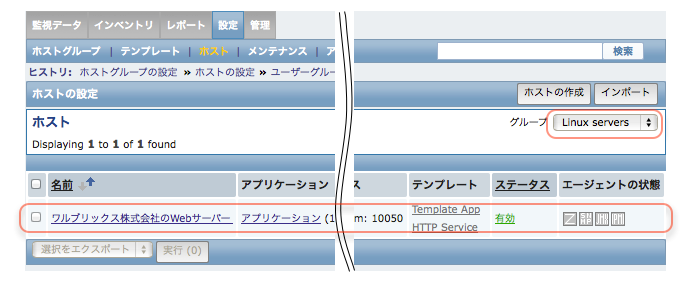 監視データ インベントリ レポート 設定 管理
ホストグループ | テンプレート | ホスト | メンテナンス | ア 検索
ヒストリ: ホストグループの設定 » ホストの設定 » ユーザーグルー
ホストの設定 ホストの作成 インポート
ホスト グループ Linux servers
Displaying 1 to 1 of 1 found
名前 アプリケーション ス テンプレート ステータス エージェントの状態
ワルブリックス株式会社のWebサーバー アプリケーション (1 m: 10050 Template App HTTP Service 有効
選択をエクスポート 実行 (0)